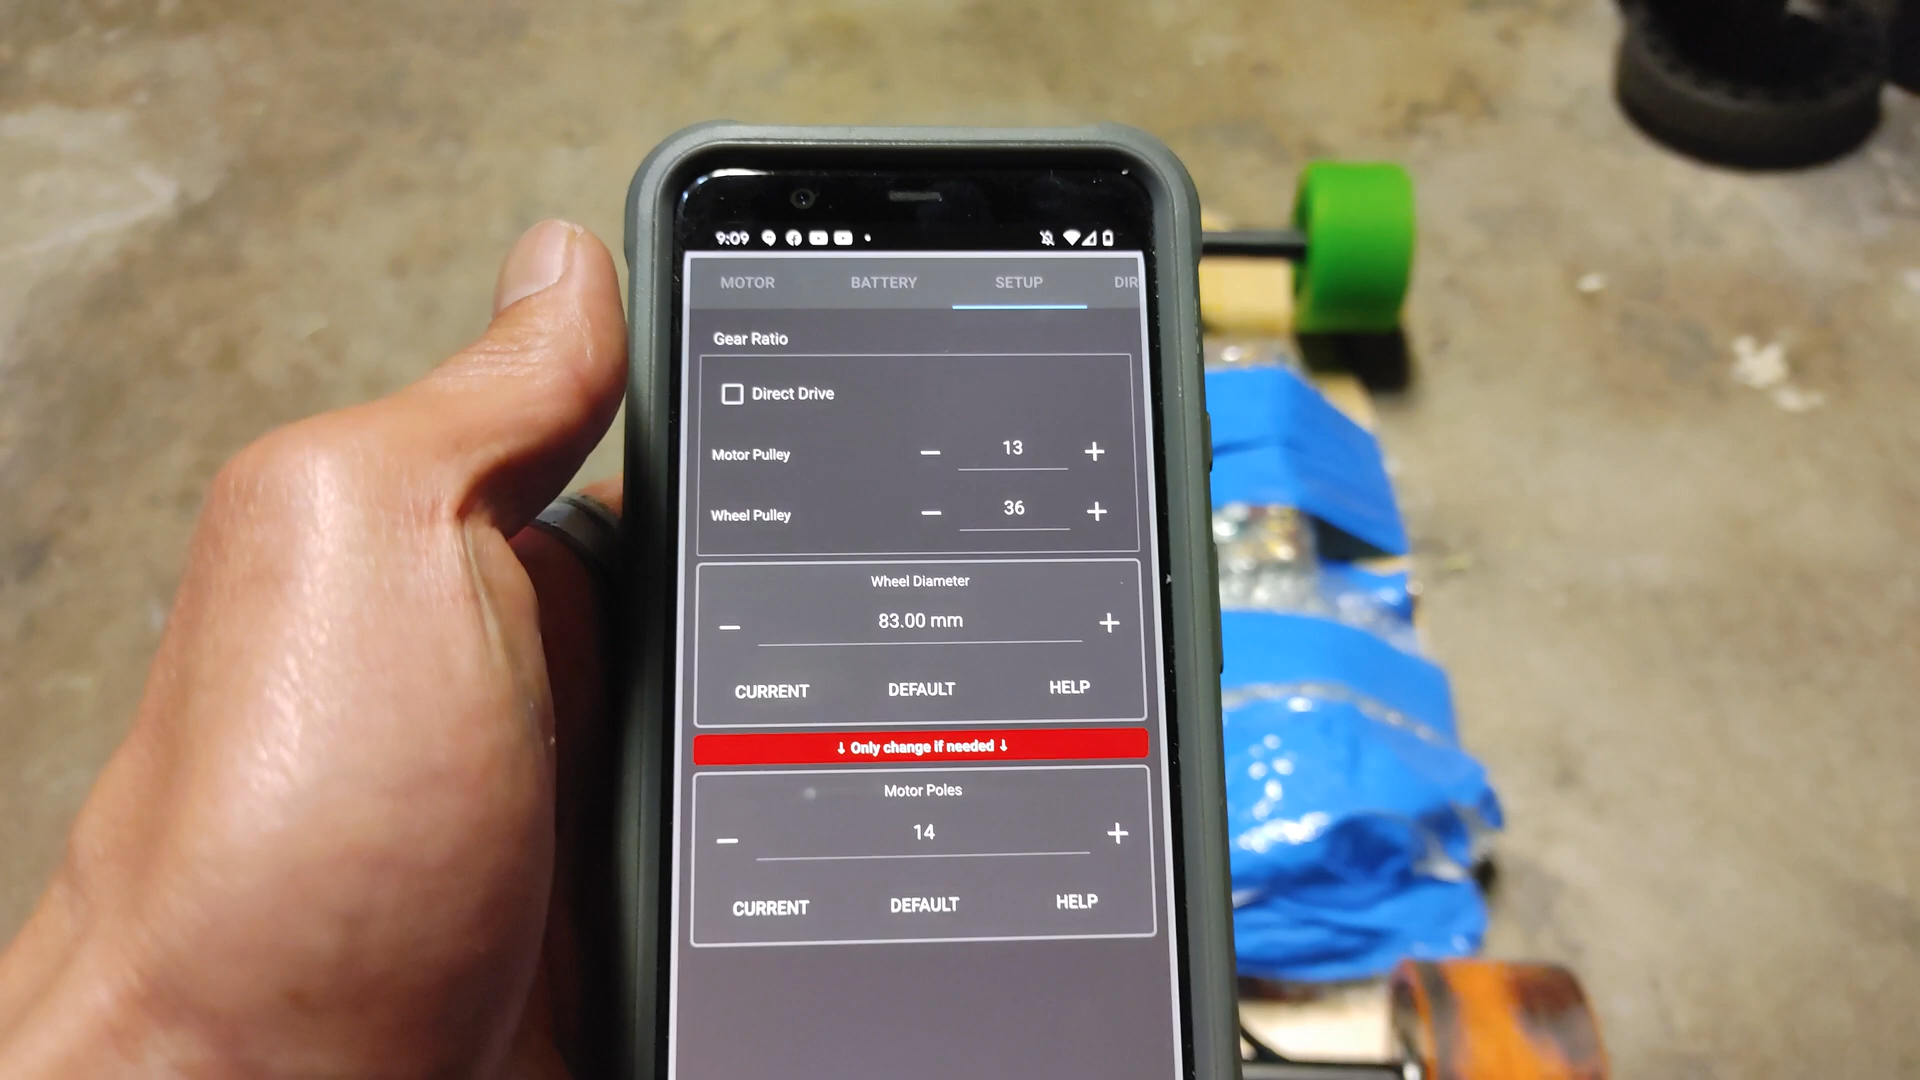 9:09
MOTOR BATTERY SETUP DIR
Gear Ratio
Direct Drive
Motor Pulley − 13 +
Wheel Pulley − 36 +
Wheel Diameter
− 83.00 mm +
CURRENT DEFAULT HELP
↓ Only change if needed ↓
Motor Poles
− 14 +
CURRENT DEFAULT HELP